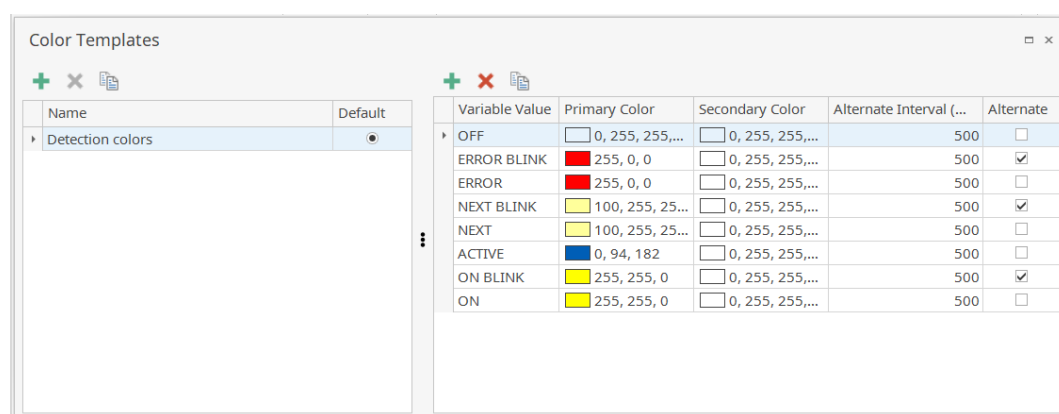 Color Templates
Name Default
Detection colors
Variable Value Primary Color Secondary Color Alternate Interval (... Alternate
OFF 0, 255, 255,... 0, 255, 255,... 500
ERROR BLINK 255, 0, 0 0, 255, 255,... 500
ERROR 255, 0, 0 0, 255, 255,... 500
NEXT BLINK 100, 255, 25... 0, 255, 255,... 500
NEXT 100, 255, 25... 0, 255, 255,... 500
ACTIVE 0, 94, 182 0, 255, 255,... 500
ON BLINK 255, 255, 0 0, 255, 255,... 500
ON 255, 255, 0 0, 255, 255,... 500